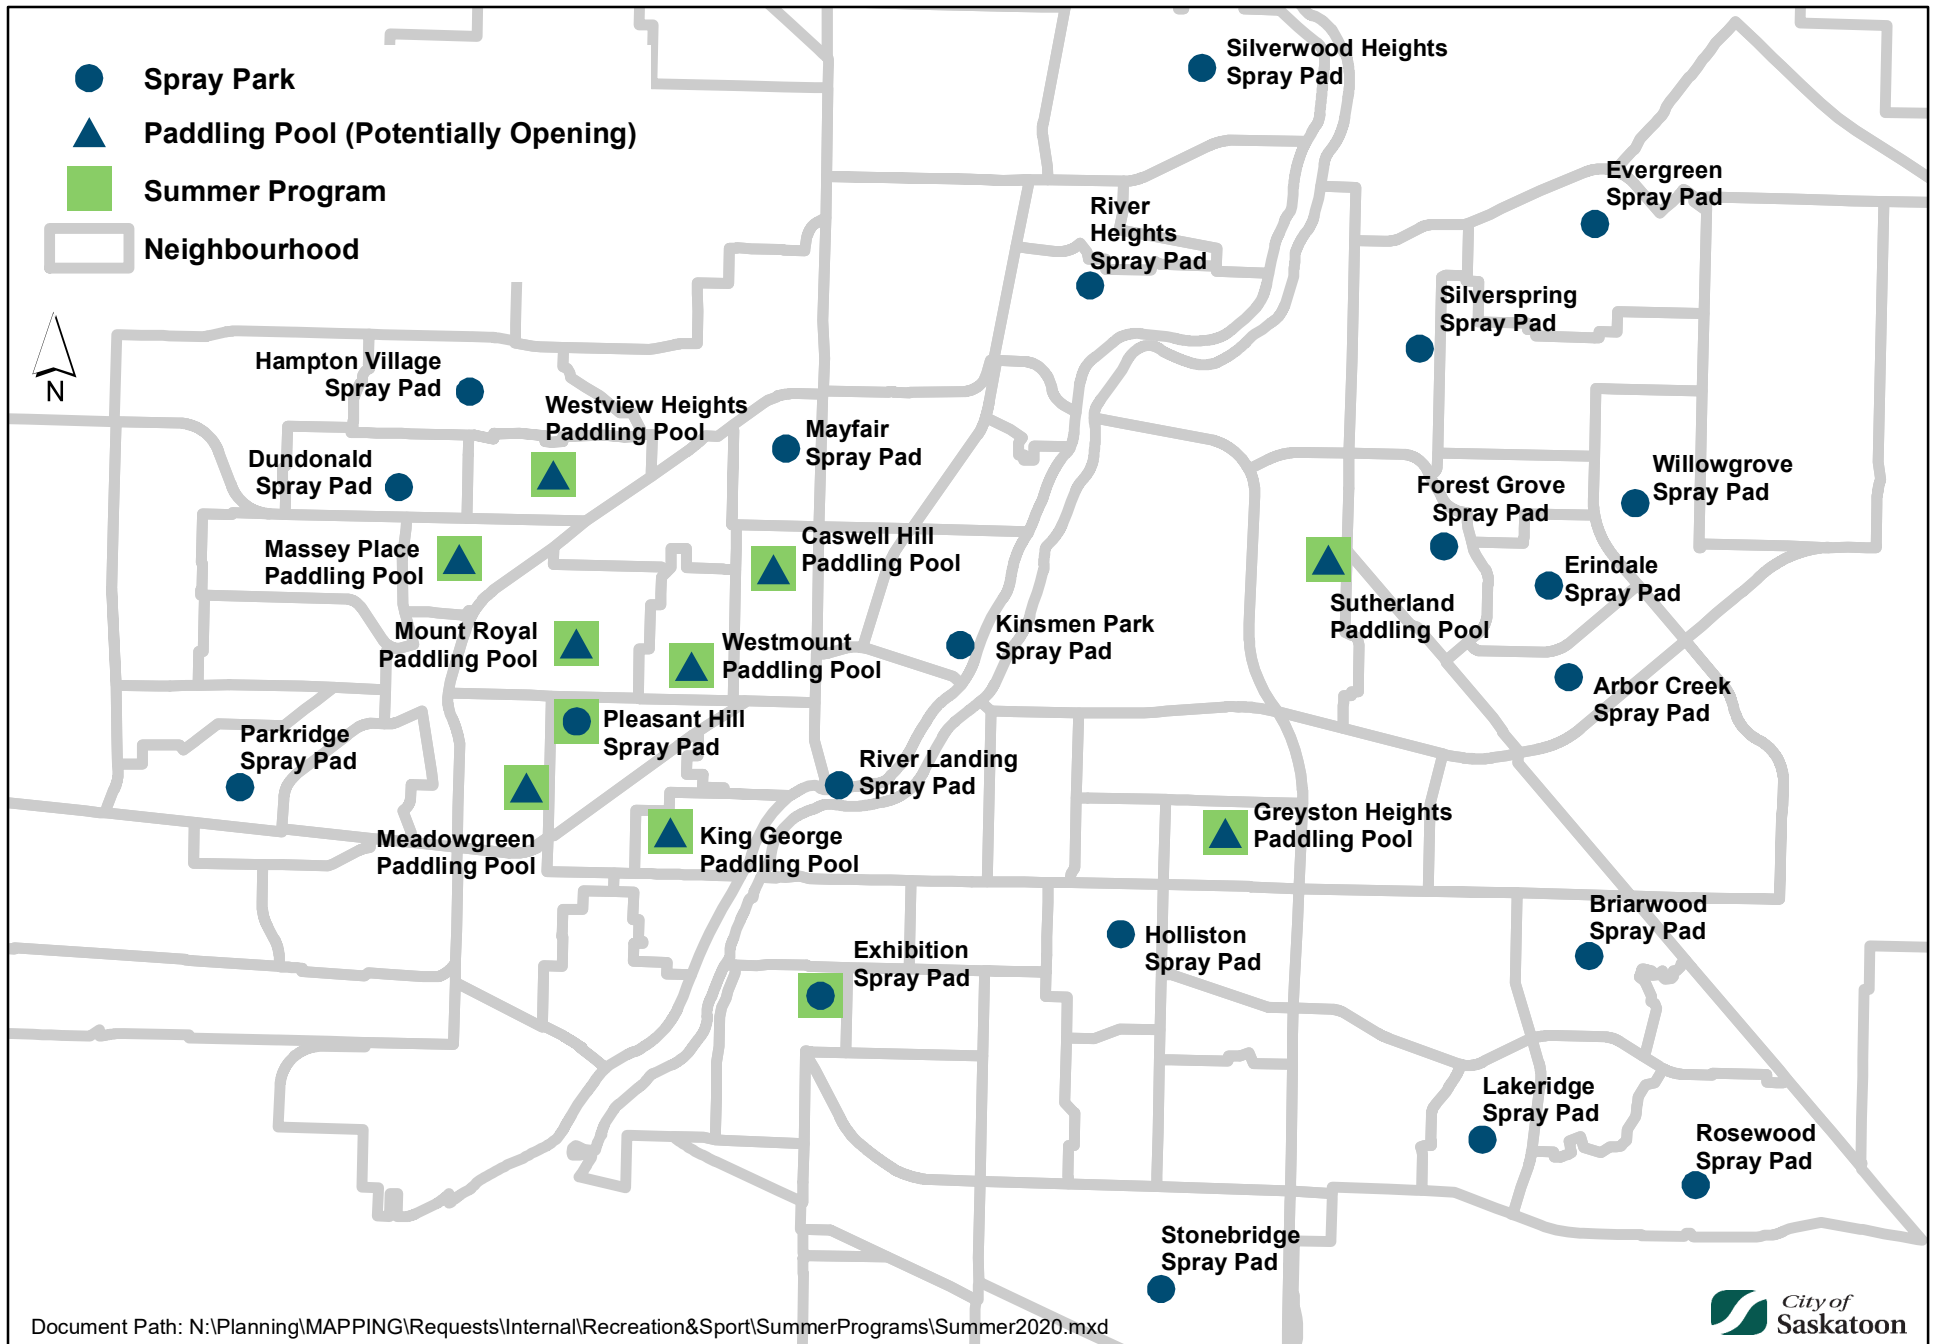 Spray Park
Paddling Pool (Potentially Opening)
Summer Program
Neighbourhood
N
Silverwood Heights
Spray Pad
Evergreen
Spray Pad
River
Heights
Spray Pad
Silverspring
Spray Pad
Hampton Village
Spray Pad
Westview Heights
Paddling Pool
Mayfair
Spray Pad
Dundonald
Spray Pad
Willowgrove
Spray Pad
Forest Grove
Spray Pad
Massey Place
Paddling Pool
Caswell Hill
Paddling Pool
Erindale
Spray Pad
Sutherland
Paddling Pool
Mount Royal
Paddling Pool
Westmount
Paddling Pool
Kinsmen Park
Spray Pad
Arbor Creek
Spray Pad
Pleasant Hill
Spray Pad
Parkridge
Spray Pad
River Landing
Spray Pad
Meadowgreen
Paddling Pool
King George
Paddling Pool
Greyston Heights
Paddling Pool
Briarwood
Spray Pad
Holliston
Spray Pad
Exhibition
Spray Pad
Lakeridge
Spray Pad
Rosewood
Spray Pad
Stonebridge
Spray Pad
Document Path: N:\Planning\MAPPING\Requests\Internal\Recreation&Sport\SummerPrograms\Summer2020.mxd
City of
Saskatoon